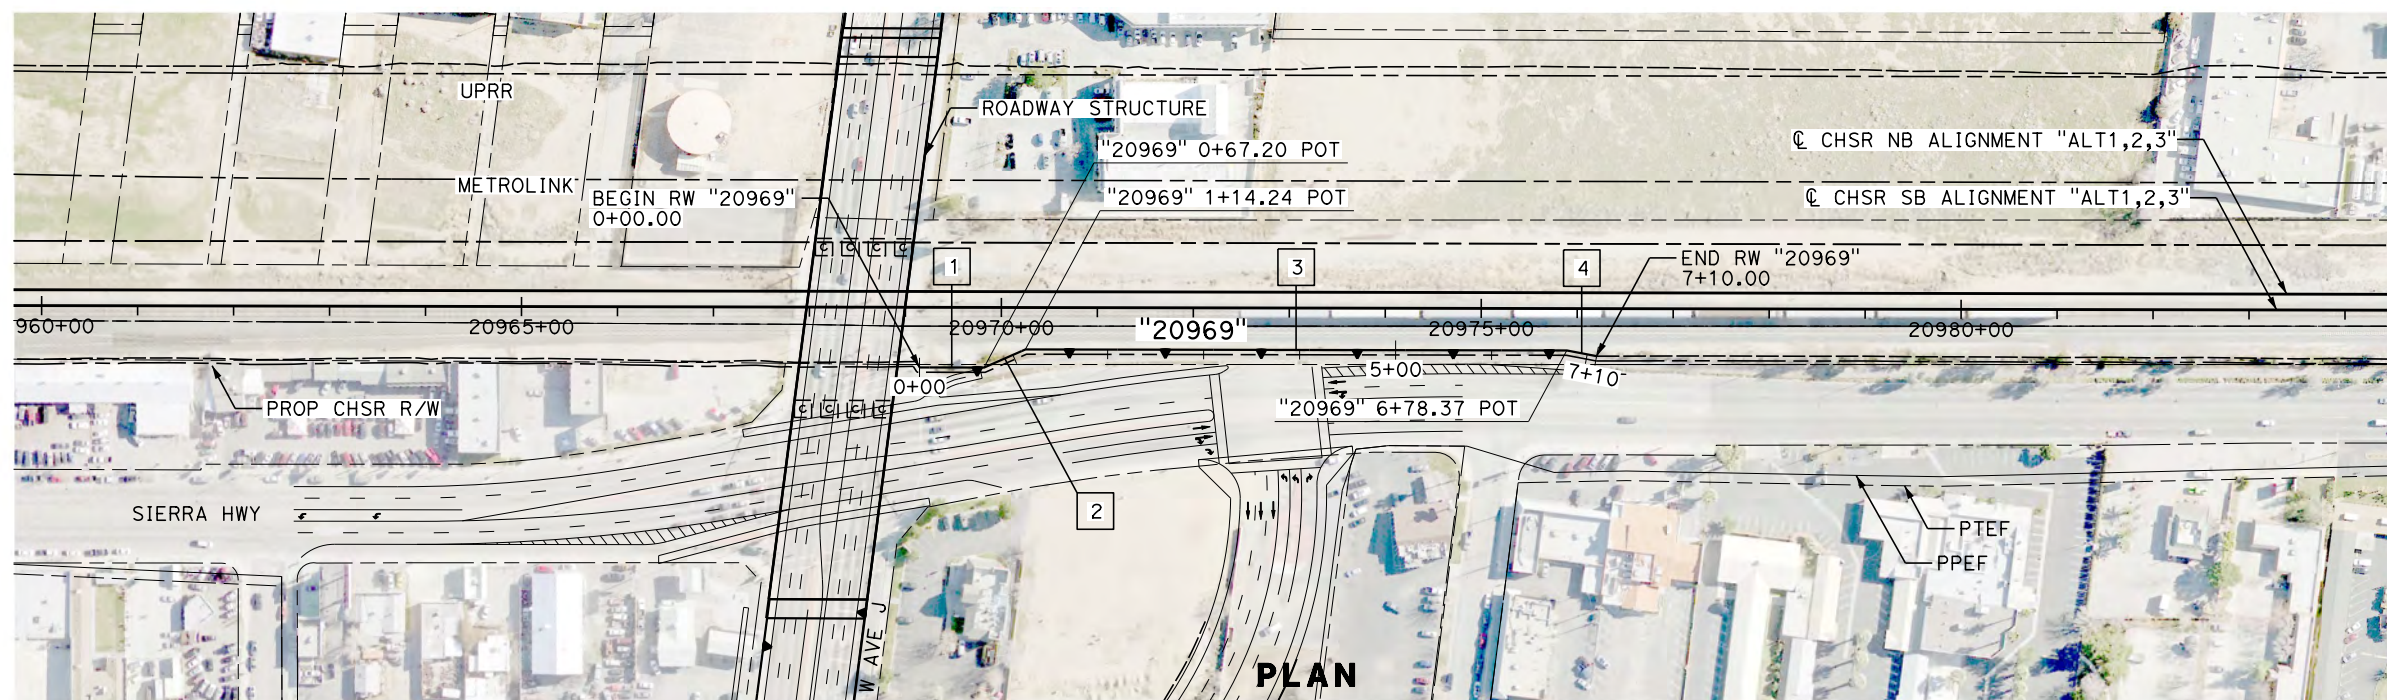 UPRR
ROADWAY STRUCTURE
"20969" 0+67.20 POT
℄ CHSR NB ALIGNMENT "ALT1,2,3"
METROLINK
BEGIN RW "20969"
0+00.00
"20969" 1+14.24 POT
℄ CHSR SB ALIGNMENT "ALT1,2,3"
C C C C
1
3
4
END RW "20969"
7+10.00
960+00
20965+00
20970+00
"20969"
20975+00
20980+00
0+00
5+00
7+10
PROP CHSR R/W
C C C C
"20969" 6+78.37 POT
SIERRA HWY
2
PTEF
PPEF
W AVE J
PLAN